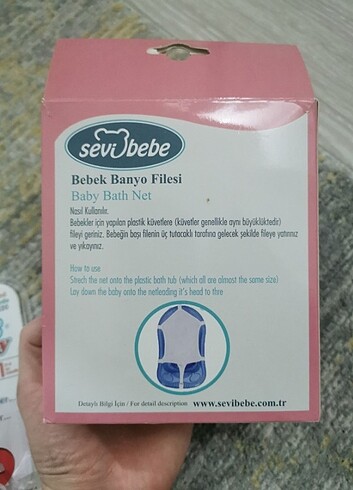 sevi bebe
Bebek Banyo Filesi
Baby Bath Net
Nasıl Kullanılır.
Bebekler için yapılan plastik küvetlere (küvetler genellikle aynı büyüklüktedir)
fileyi geriniz. Bebeğin başı filenin üç tutacaklı tarafına gelecek şekilde fileye yatırınız
ve yıkayınız.
How to use
Strech the net onto the plastic bath tub (which all are almost the same size)
Lay down the baby onto the netleading it's head to thre
Detaylı Bilgi İçin / For detail description www.sevibebe.com.tr